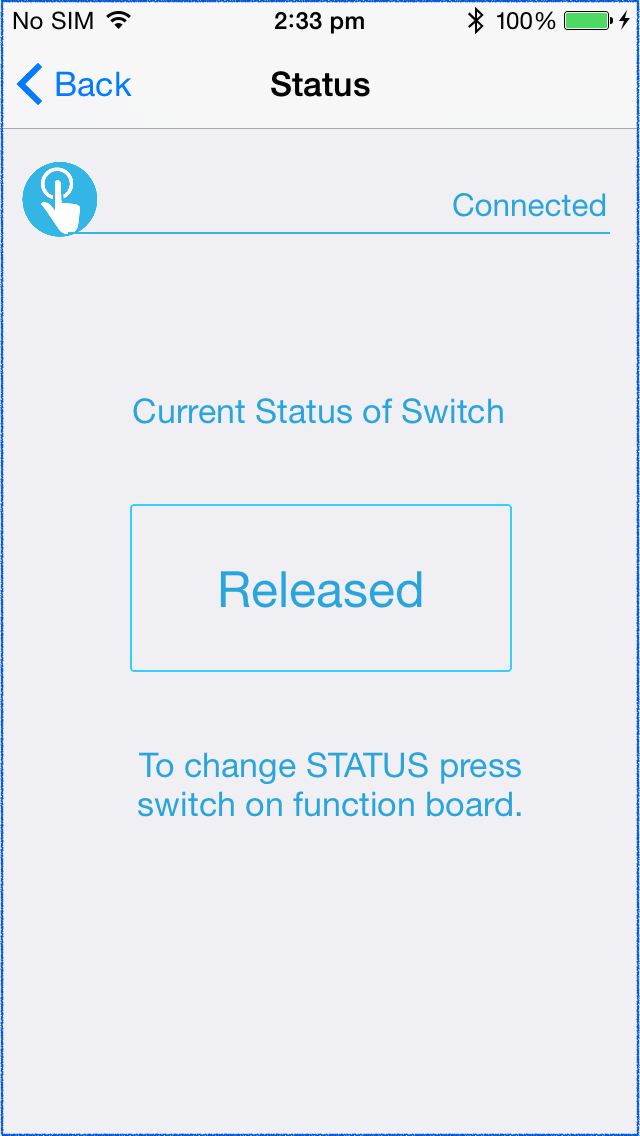 No SIM 2:33 pm 100%
Back Status
Connected
Current Status of Switch
Released
To change STATUS press
switch on function board.